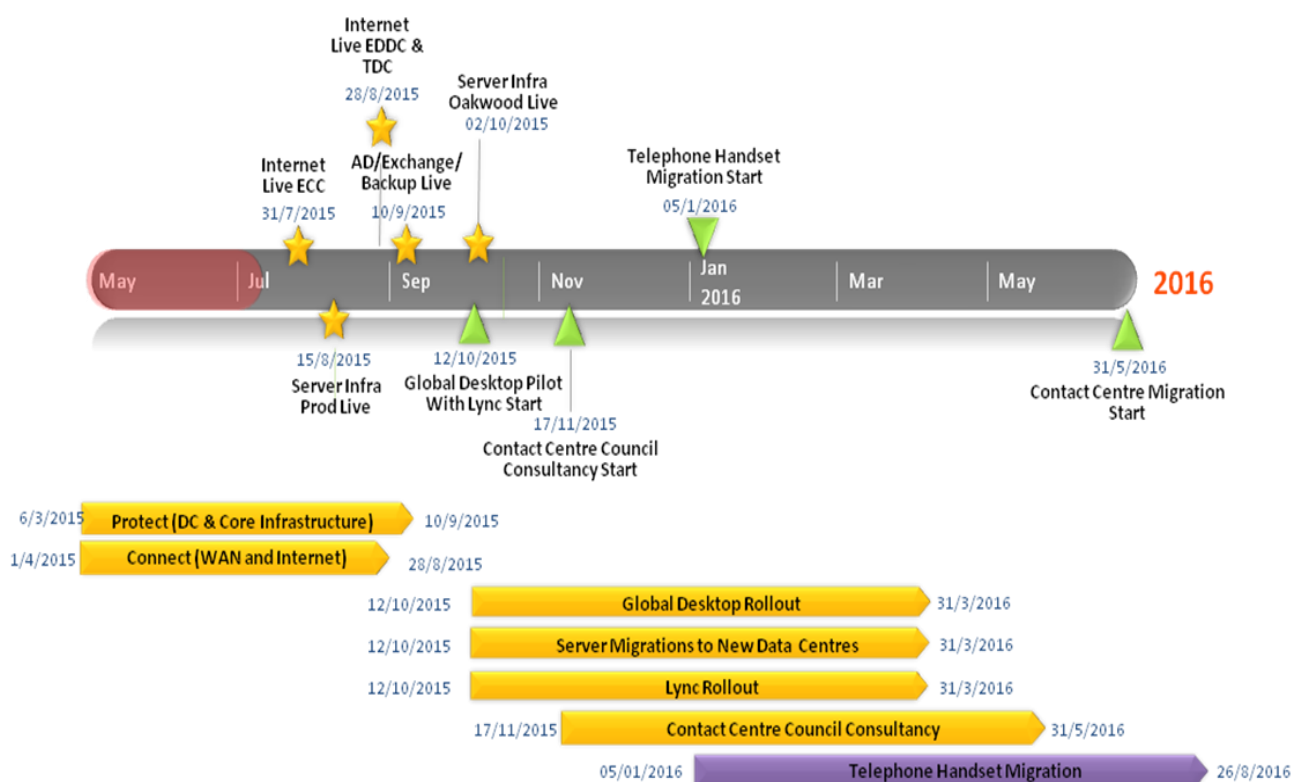 Internet
Live EDDC &
TDC
28/8/2015
Server Infra
Oakwood Live
02/10/2015
Internet
Live ECC
31/7/2015
AD/Exchange/
Backup Live
10/9/2015
Telephone Handset
Migration Start
05/1/2016
May
Jul
Sep
Nov
Jan
2016
Mar
May
2016
15/8/2015
Server Infra
Prod Live
12/10/2015
Global Desktop Pilot
With Lync Start
17/11/2015
Contact Centre Council
Consultancy Start
31/5/2016
Contact Centre Migration
Start
6/3/2015 Protect (DC & Core Infrastructure) 10/9/2015
1/4/2015 Connect (WAN and Internet) 28/8/2015
12/10/2015 Global Desktop Rollout 31/3/2016
12/10/2015 Server Migrations to New Data Centres 31/3/2016
12/10/2015 Lync Rollout 31/3/2016
17/11/2015 Contact Centre Council Consultancy 31/5/2016
05/01/2016 Telephone Handset Migration 26/8/2016